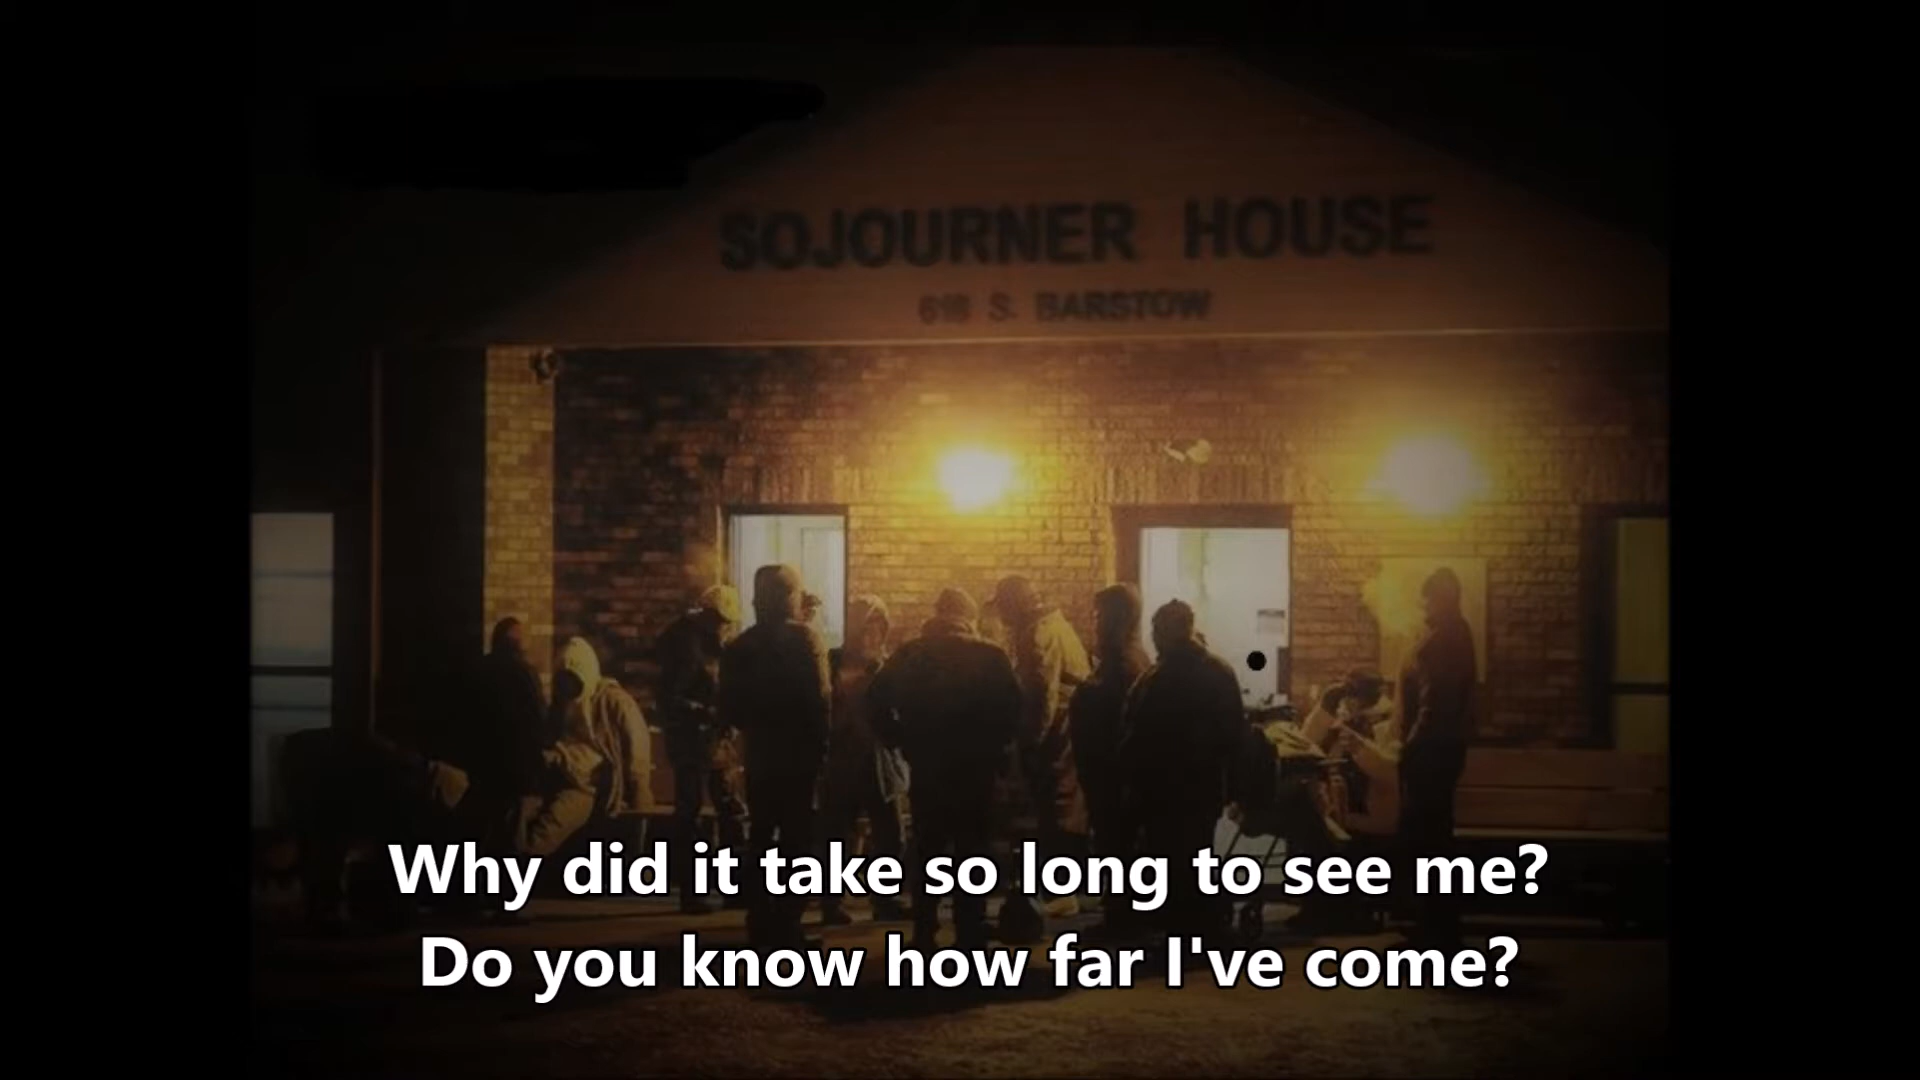 SOJOURNER HOUSE
618 S. BARSTOW
Why did it take so long to see me?
Do you know how far I've come?